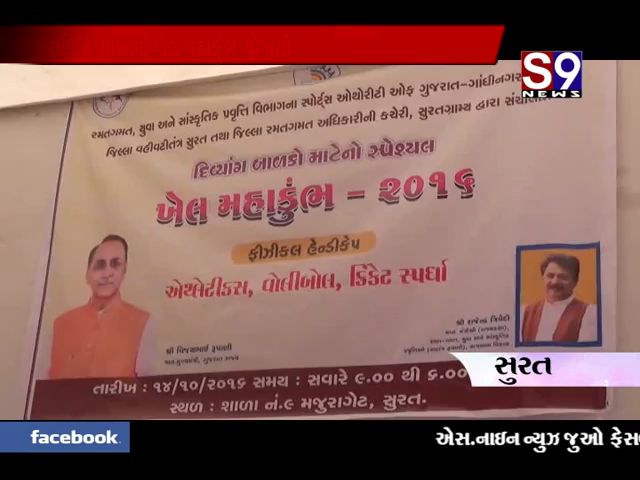 S9
NEWS
રમતગમત, યુવા અને સાંસ્કૃતિક પ્રવૃત્તિ વિભાગના સ્પોર્ટ્સ ઓથોરીટી ઓફ ગુજરાત-ગાંધીનગર
જિલ્લા વહીવટીતંત્ર સુરત તથા જિલ્લા રમતગમત અધિકારીની કચેરી, સુરતગ્રામ્ય દ્વારા
દિવ્યાંગ બાળકો માટેનો સ્પેશ્યલ
ખેલ મહાકુંભ - ૨૦૧૬
ફીઝીકલ હેન્ડીકેપ
એથ્લેટીક્સ, વોલીબોલ, ક્રિકેટ સ્પર્ધા
શ્રી વિજયભાઈ રૂપાણી
માન.મુખ્યમંત્રી, ગુજરાત રાજ્ય
શ્રી રાજેન્દ્ર ત્રિવેદી
તારીખ : ૧૪/૧૦/૨૦૧૬ સમય : સવારે ૯.૦૦ થી ૬.૦૦
સ્થળ : શાળા નં.૯ મજુરાગેટ, સુરત.
સુરત
facebook
એસ.નાઇન ન્યુઝ જુઓ ફેસ